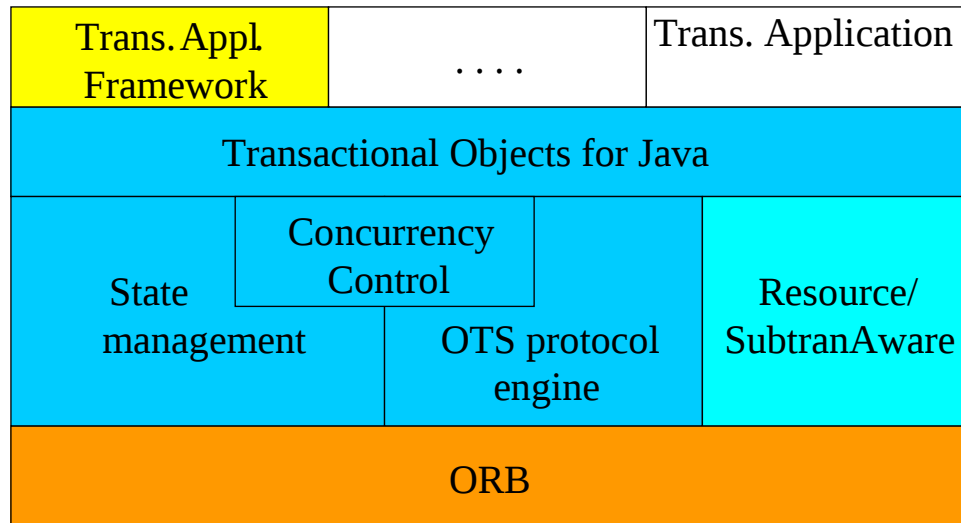 Trans. Appl.
Framework
. . . .
Trans. Application
Transactional Objects for Java
Concurrency
Control
State
management
OTS protocol
engine
Resource/
SubtranAware
ORB